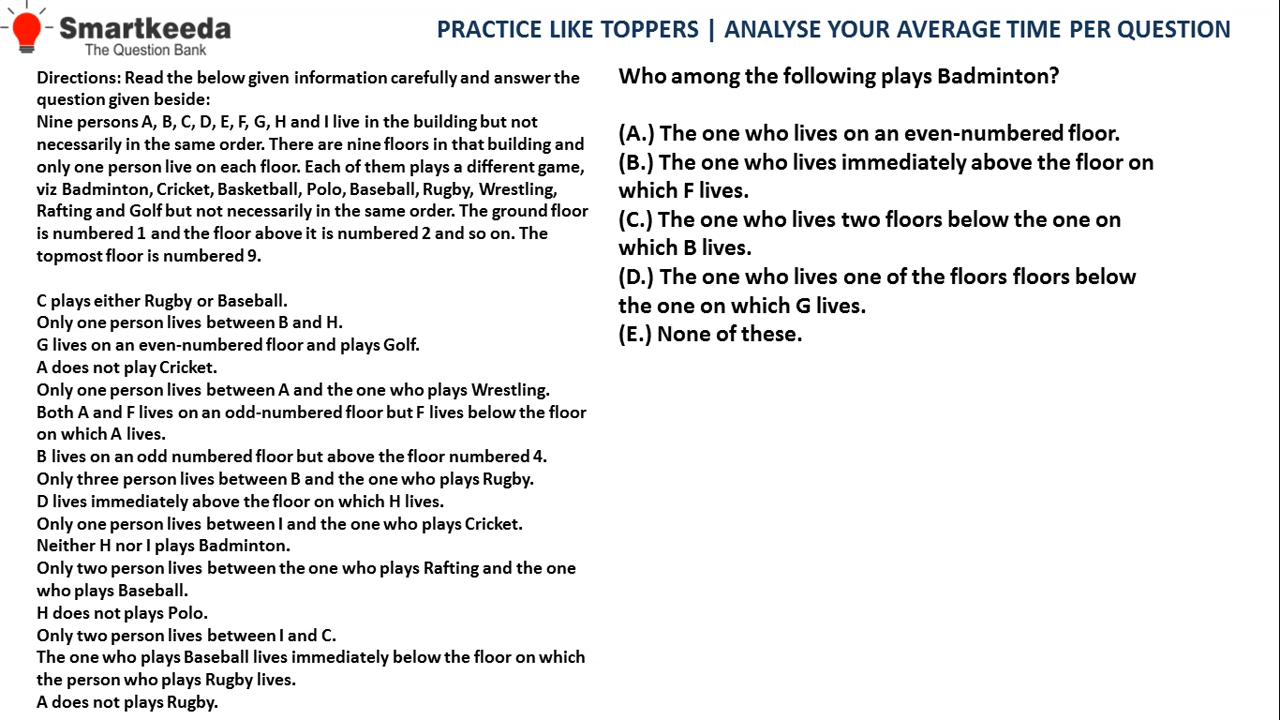 Smartkeeda
The Question Bank
PRACTICE LIKE TOPPERS | ANALYSE YOUR AVERAGE TIME PER QUESTION
Directions: Read the below given information carefully and answer the
question given beside:
Nine persons A, B, C, D, E, F, G, H and I live in the building but not
necessarily in the same order. There are nine floors in that building and
only one person live on each floor. Each of them plays a different game,
viz Badminton, Cricket, Basketball, Polo, Baseball, Rugby, Wrestling,
Rafting and Golf but not necessarily in the same order. The ground floor
is numbered 1 and the floor above it is numbered 2 and so on. The
topmost floor is numbered 9.
C plays either Rugby or Baseball.
Only one person lives between B and H.
G lives on an even-numbered floor and plays Golf.
A does not play Cricket.
Only one person lives between A and the one who plays Wrestling.
Both A and F lives on an odd-numbered floor but F lives below the floor
on which A lives.
B lives on an odd numbered floor but above the floor numbered 4.
Only three person lives between B and the one who plays Rugby.
D lives immediately above the floor on which H lives.
Only one person lives between I and the one who plays Cricket.
Neither H nor I plays Badminton.
Only two person lives between the one who plays Rafting and the one
who plays Baseball.
H does not plays Polo.
Only two person lives between I and C.
The one who plays Baseball lives immediately below the floor on which
the person who plays Rugby lives.
A does not plays Rugby.
Who among the following plays Badminton?
(A.) The one who lives on an even-numbered floor.
(B.) The one who lives immediately above the floor on
which F lives.
(C.) The one who lives two floors below the one on
which B lives.
(D.) The one who lives one of the floors floors below
the one on which G lives.
(E.) None of these.